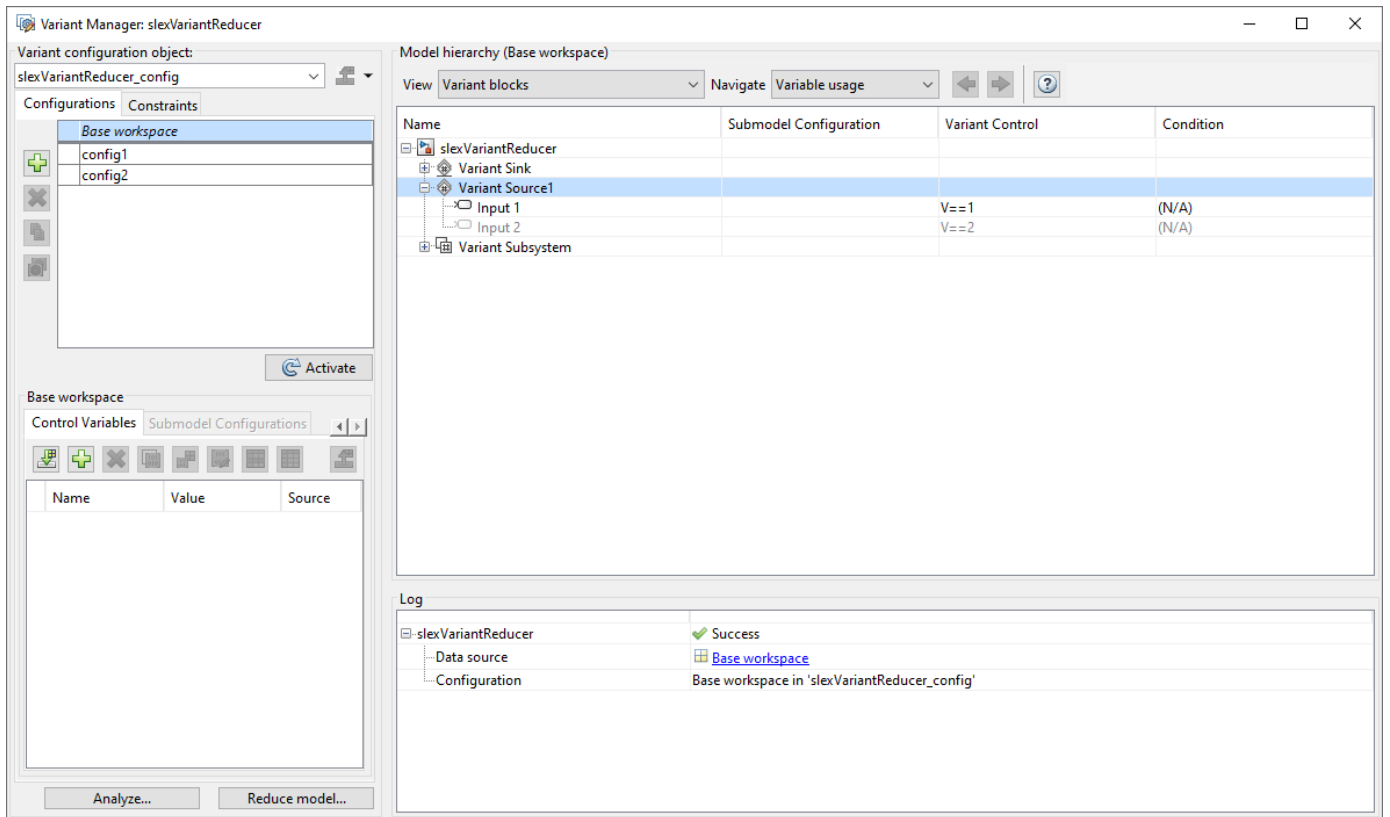 Variant Manager: slexVariantReducer
Variant configuration object:
slexVariantReducer_config
Configurations Constraints
Base workspace
config1
config2
Activate
Base workspace
Control Variables Submodel Configurations
Name Value Source
Analyze... Reduce model...
Model hierarchy (Base workspace)
View Variant blocks Navigate Variable usage
Name Submodel Configuration Variant Control Condition
slexVariantReducer
Variant Sink
Variant Source1
Input 1 V==1 (N/A)
Input 2 V==2 (N/A)
Variant Subsystem
Log
slexVariantReducer Success
Data source Base workspace
Configuration Base workspace in 'slexVariantReducer_config'